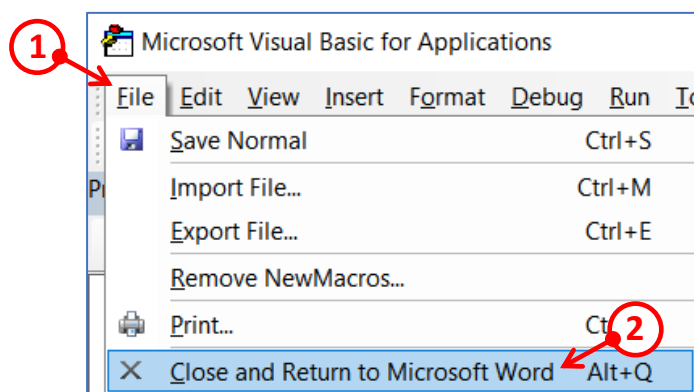 1
Microsoft Visual Basic for Applications
File Edit View Insert Format Debug Run
Save Normal Ctrl+S
Import File... Ctrl+M
Export File... Ctrl+E
Remove NewMacros...
Print...
2
Close and Return to Microsoft Word Alt+Q